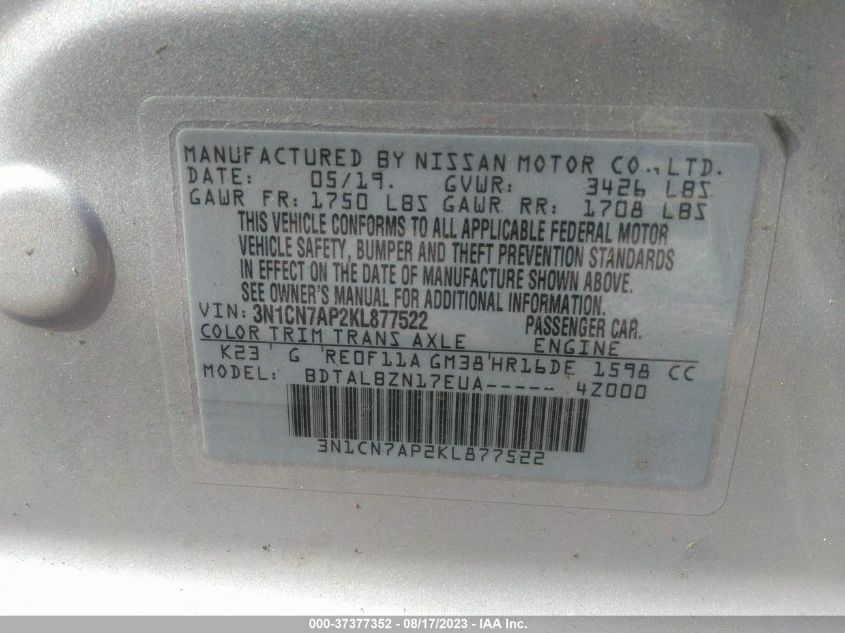 MANUFACTURED BY NISSAN MOTOR CO., LTD.
DATE: 05/19. GVWR: 3426 LBS
GAWR FR: 1750 LBS GAWR RR: 1708 LBS
THIS VEHICLE CONFORMS TO ALL APPLICABLE FEDERAL MOTOR
VEHICLE SAFETY, BUMPER AND THEFT PREVENTION STANDARDS
IN EFFECT ON THE DATE OF MANUFACTURE SHOWN ABOVE.
SEE OWNER'S MANUAL FOR ADDITIONAL INFORMATION.
VIN: 3N1CN7AP2KL877522 PASSENGER CAR.
COLOR TRIM TRANS AXLE ENGINE
K23 G RE0F11A GM38 HR16DE 1598 CC
MODEL: BDTALBZN17EUA----- 4Z000
3N1CN7AP2KL877522
000-37377352 - 08/17/2023 - IAA Inc.